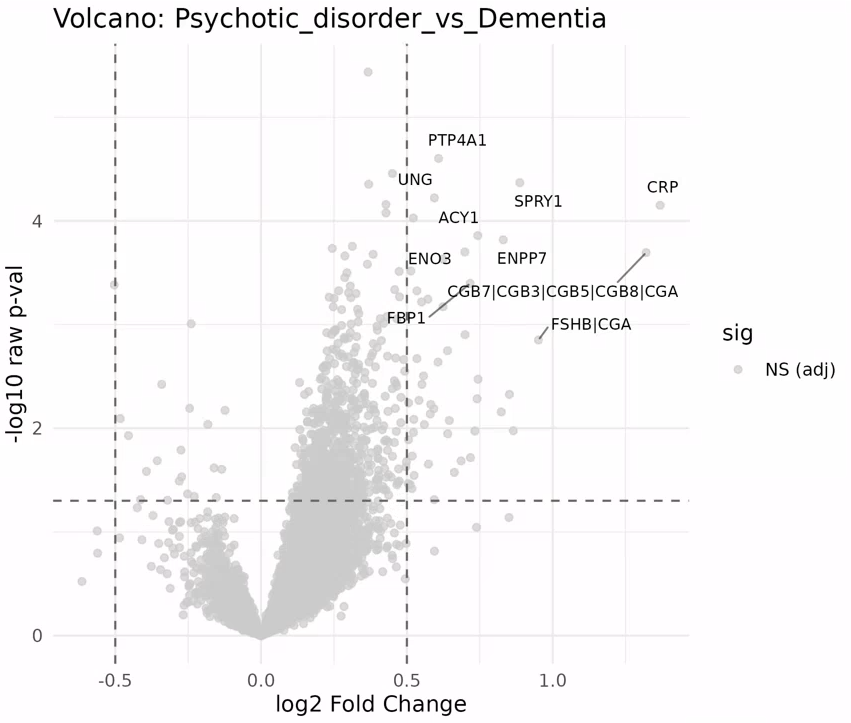 Volcano: Psychotic_disorder_vs_Dementia
-log10 raw p-val
PTP4A1
UNG
SPRY1
CRP
ACY1
4
ENO3
ENPP7
CGB7|CGB3|CGB5|CGB8|CGA
FBP1
FSHB|CGA
2
0
-0.5
0.0
0.5
1.0
log2 Fold Change
sig
NS (adj)